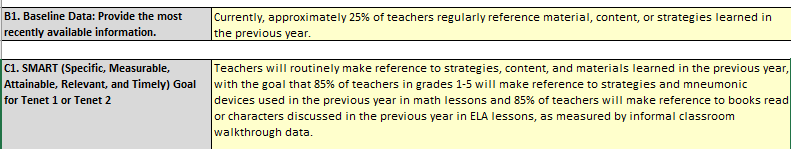 B1. Baseline Data: Provide the most
recently available information.
Currently, approximately 25% of teachers regularly reference material, content, or strategies learned in
the previous year.
C1. SMART (Specific, Measurable,
Attainable, Relevant, and Timely) Goal
for Tenet 1 or Tenet 2
Teachers will routinely make reference to strategies, content, and materials learned in the previous year,
with the goal that 85% of teachers in grades 1-5 will make reference to strategies and mneumonic
devices used in the previous year in math lessons and 85% of teachers will make reference to books read
or characters discussed in the previous year in ELA lessons, as measured by informal classroom
walkthrough data.